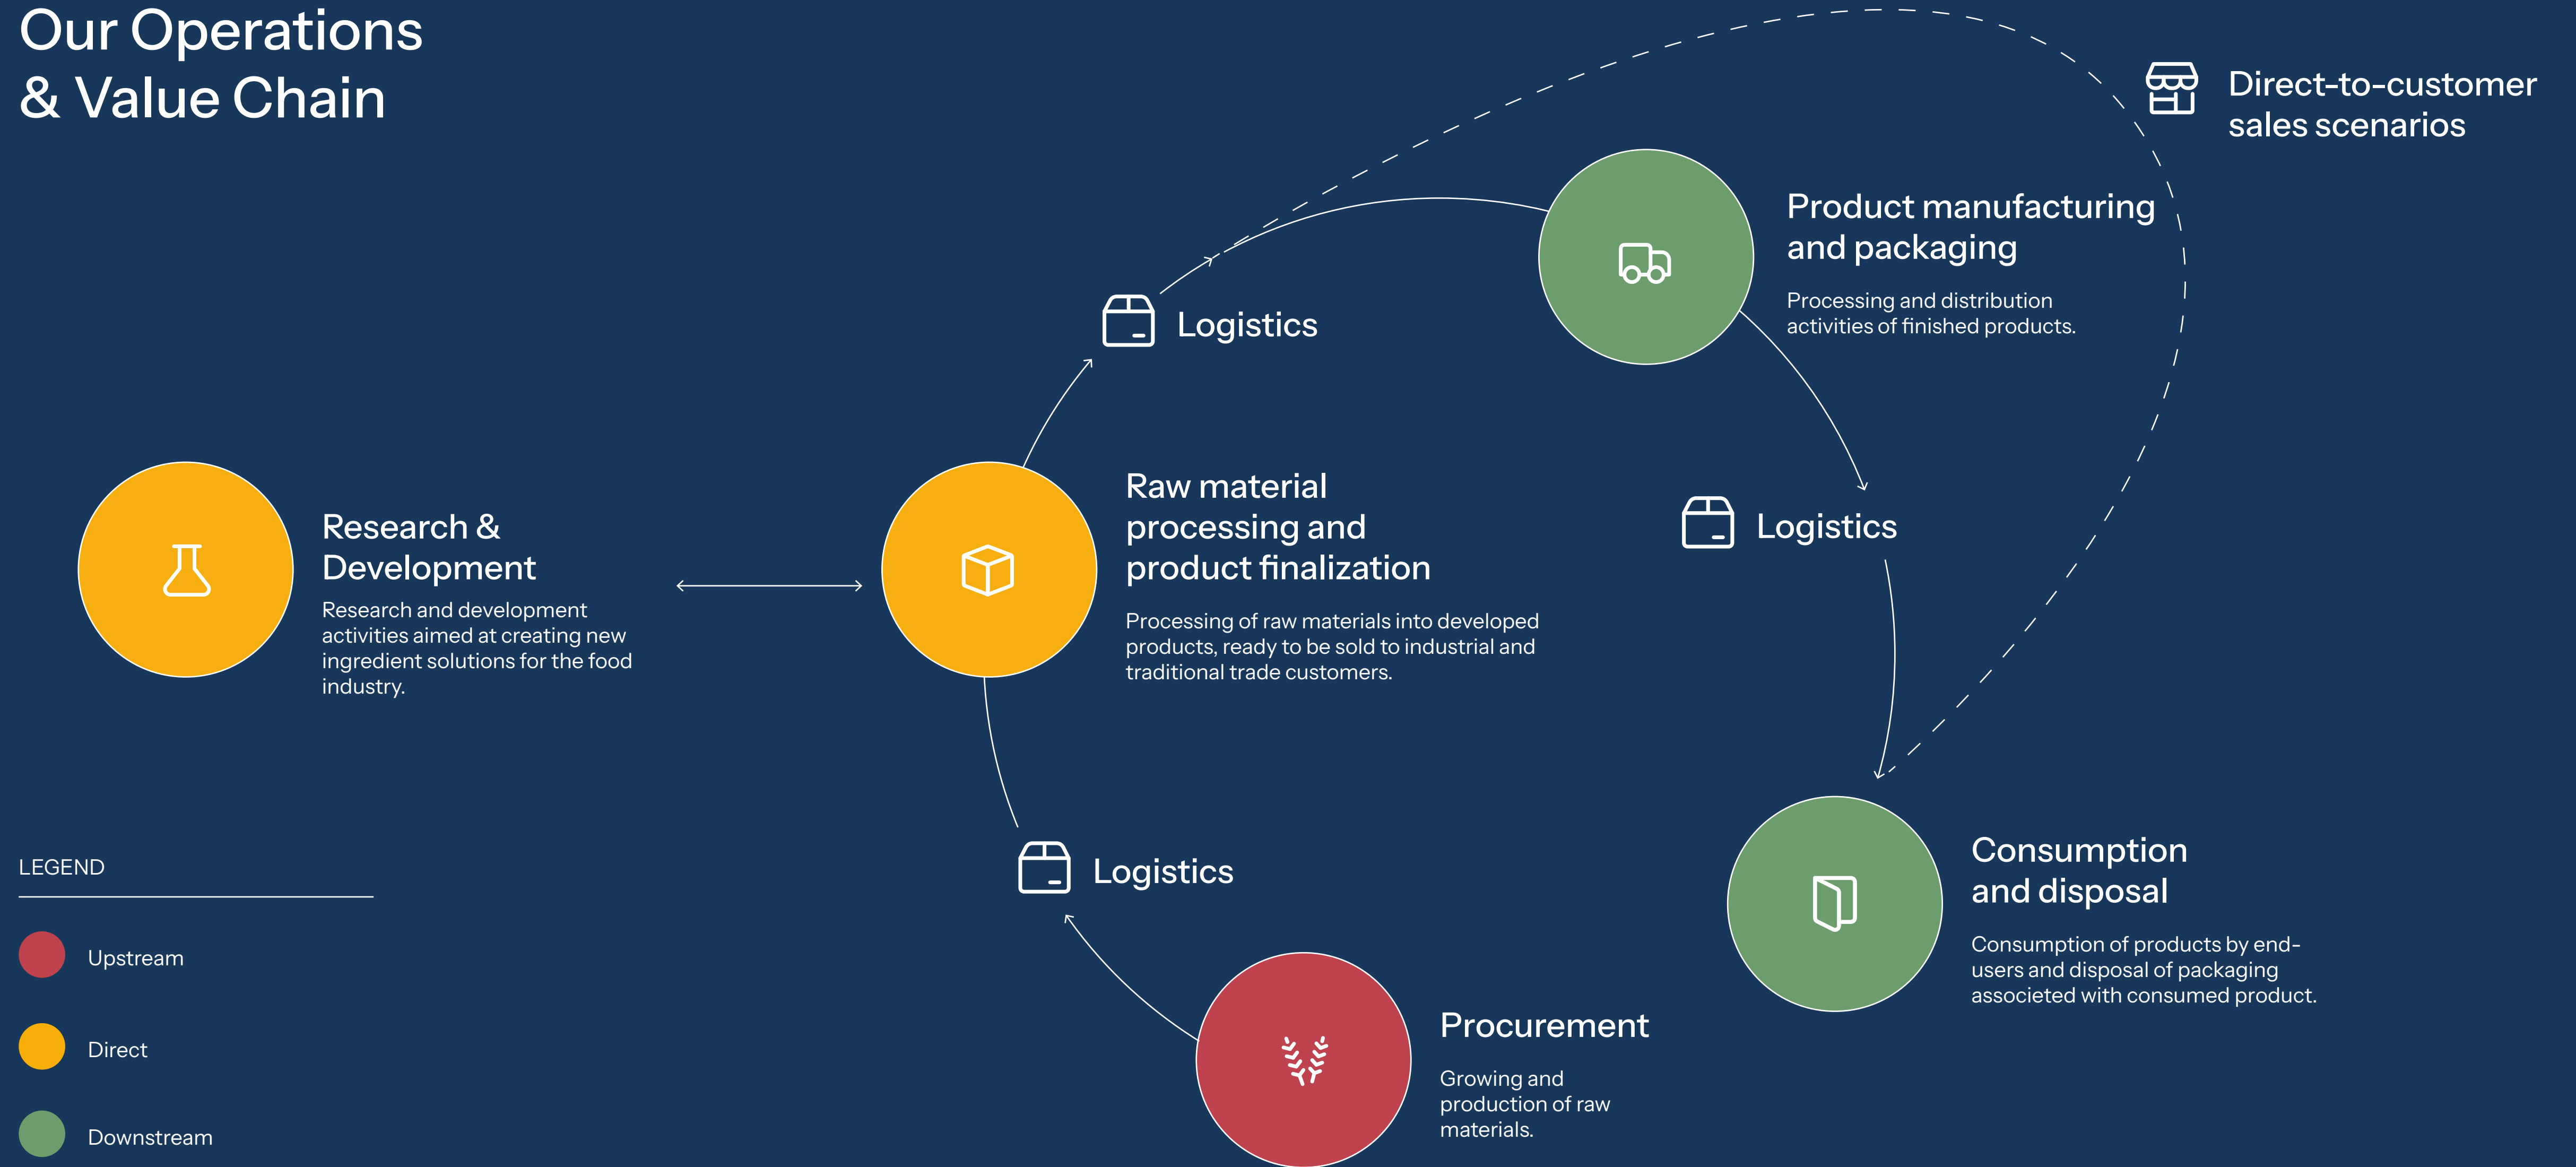 Our Operations
& Value Chain
Direct-to-customer
sales scenarios
Product manufacturing
and packaging
Processing and distribution
activities of finished products.
Logistics
Raw material
processing and
product finalization
Processing of raw materials into developed
products, ready to be sold to industrial and
traditional trade customers.
Research &
Development
Research and development
activities aimed at creating new
ingredient solutions for the food
industry.
Logistics
Logistics
Consumption
and disposal
Consumption of products by end-
users and disposal of packaging
associeted with consumed product.
Procurement
Growing and
production of raw
materials.
LEGEND
Upstream
Direct
Downstream